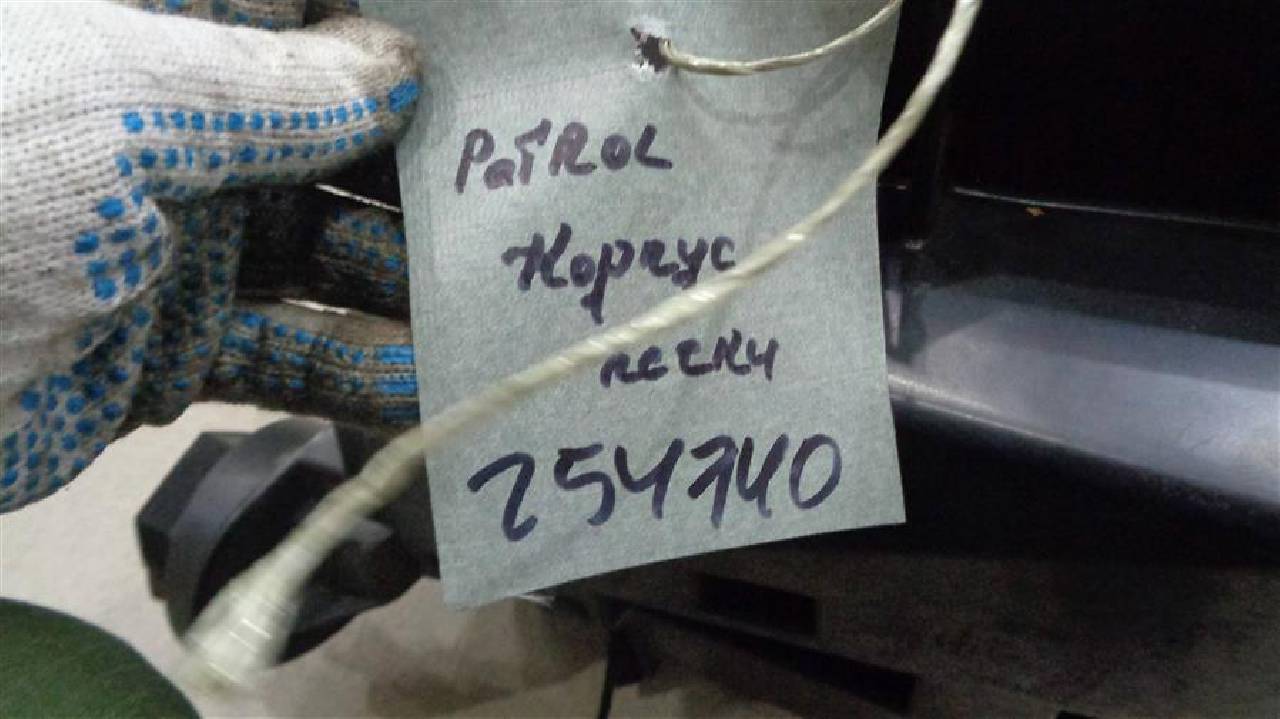 PaTROL
Корпус
печки
254740